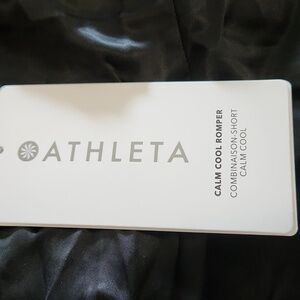 ATHLETA
CALM COOL ROMPER
COMBINAISON-SHORT
CALM COOL